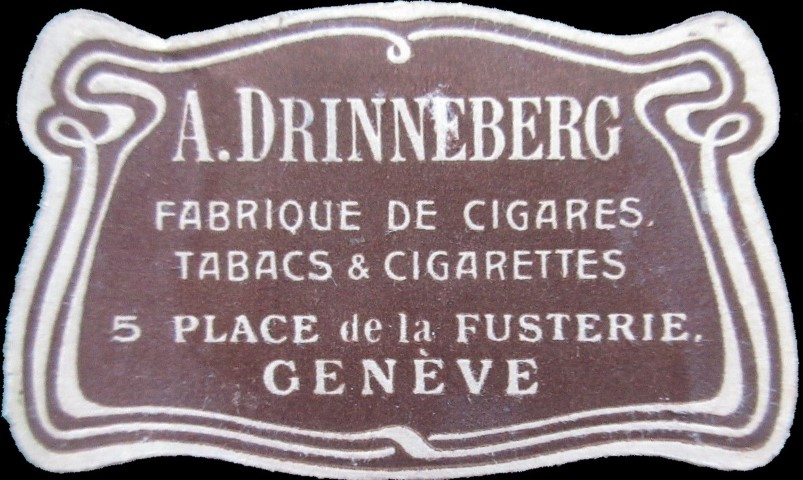 A. DRINNEBERG
FABRIQUE DE CIGARES.
TABACS & CIGARETTES
5 PLACE de la FUSTERIE.
GENÈVE